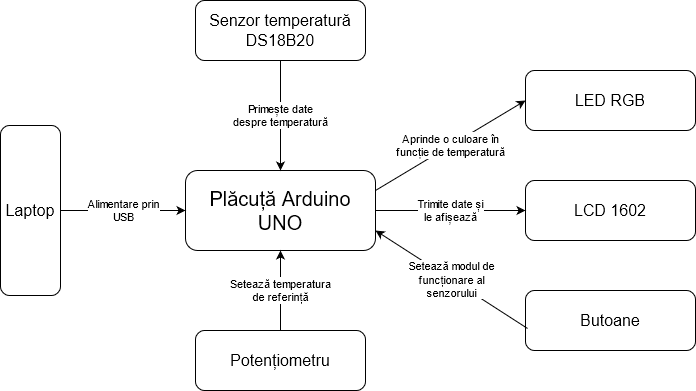 Senzor temperatură
DS18B20
Primește date
despre temperatură
LED RGB
Aprinde o culoare în
funcție de temperatură
Laptop
Alimentare prin
USB
Plăcuță Arduino
UNO
Trimite date și
le afișează
LCD 1602
Setează temperatura
de referință
Setează modul de
funcționare al
senzorului
Butoane
Potențiometru